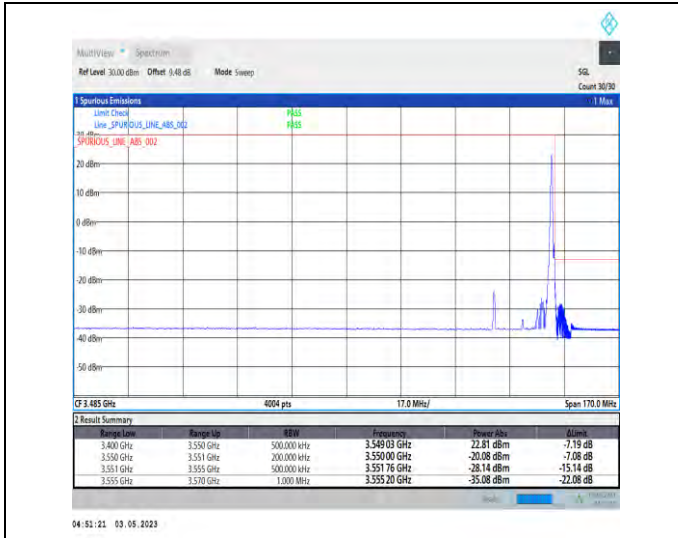 MultiView Spectrum
Ref Level 30.00 dBm Offset 9.48 dB Mode Sweep SGL
Count 30/30
1 Spurious Emissions 1 Max
Limit Check PASS
Line _SPURIOUS_LINE_ABS_002 PASS
30 dBm
_SPURIOUS_LINE_ABS_002
20 dBm
10 dBm
0 dBm
-10 dBm
-20 dBm
-30 dBm
-40 dBm
-50 dBm
CF 3.485 GHz 4004 pts 17.0 MHz/ Span 170.0 MHz
2 Result Summary
Range Low Range Up RBW Frequency Power Abs ΔLimit
3.400 GHz 3.550 GHz 500.000 kHz 3.549 03 GHz 22.81 dBm -7.19 dB
3.550 GHz 3.551 GHz 200.000 kHz 3.550 00 GHz -20.08 dBm -7.08 dB
3.551 GHz 3.555 GHz 500.000 kHz 3.551 76 GHz -28.14 dBm -15.14 dB
3.555 GHz 3.570 GHz 1.000 MHz 3.555 20 GHz -35.08 dBm -22.08 dB
04:51:21 03.05.2023